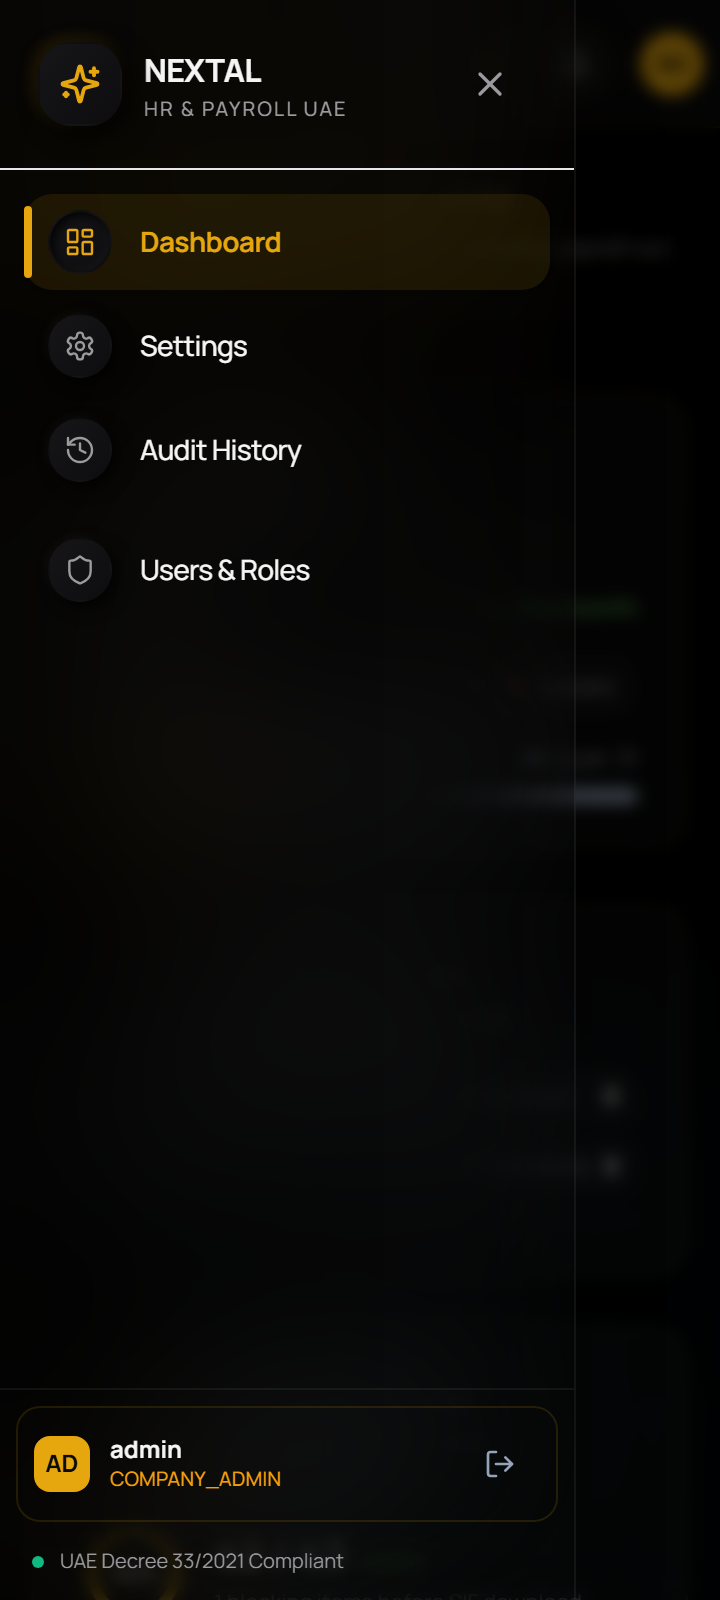 NEXTAL
HR & PAYROLL UAE
Dashboard
Settings
Audit History
Users & Roles
AD
admin
COMPANY_ADMIN
UAE Decree 33/2021 Compliant